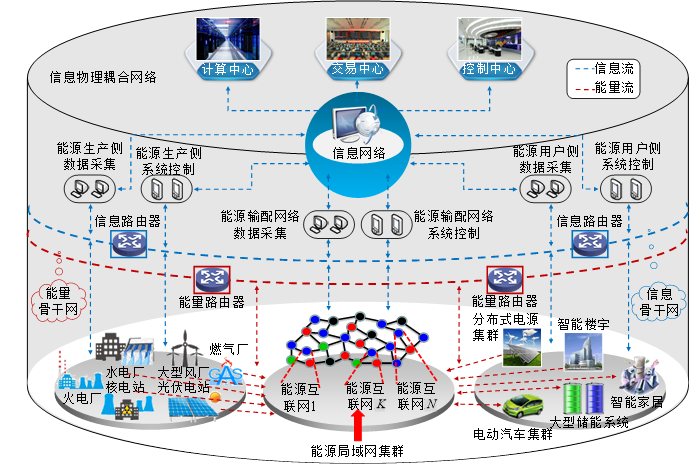 计算中心
交易中心
控制中心
信息物理耦合网络
信息流
能量流
信息网络
能源生产侧
数据采集
能源生产侧
系统控制
能源用户侧
数据采集
能源用户侧
系统控制
能源输配网络
数据采集
能源输配网络
系统控制
信息路由器
信息路由器
能量路由器
能量路由器
能量
骨干网
信息
骨干网
分布式电源
集群
智能楼宇
燃气厂
GAS
水电厂
核电站
大型风厂
光伏电站
火电厂
能源互
联网1
能源互
联网K
能源互
联网N
智能家居
大型储能系统
电动汽车集群
能源局域网集群